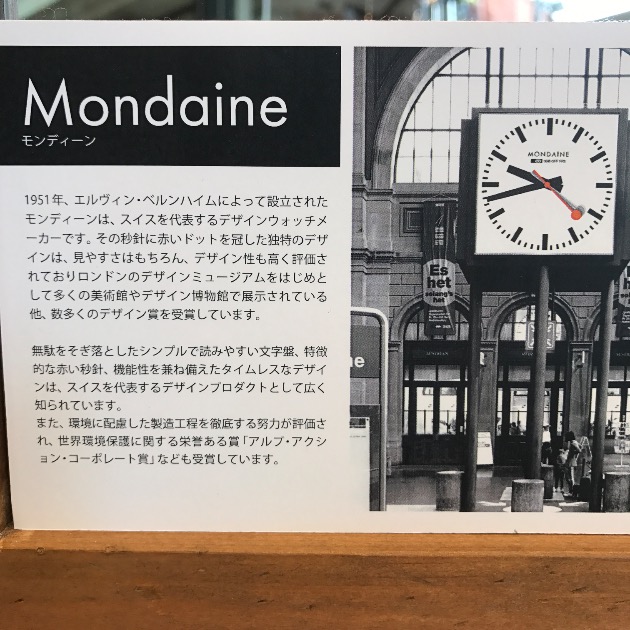 Mondaine
モンディーン
1951年、エルヴィン・ベルンハイムによって設立された
モンディーンは、スイスを代表するデザインウォッチメ
ーカーです。その秒針に赤いドットを冠した独特のデザ
インは、見やすさはもちろん、デザイン性も高く評価さ
れておりロンドンのデザインミュージアムをはじめと
して多くの美術館やデザイン博物館で展示されている
他、数多くのデザイン賞を受賞しています。
無駄をそぎ落としたシンプルで読みやすい文字盤、特徴
的な赤い秒針、機能性を兼ね備えたタイムレスなデザイ
ンは、スイスを代表するデザインプロダクトとして広く
知られています。
また、環境に配慮した製造工程を徹底する努力が評価さ
れ、世界環境保護に関する栄誉ある賞「アルプ・アクシ
ョン・コーポレート賞」なども受賞しています。
MONDAINE
SBB CFF FFS
Es
het
solang's
het
ne